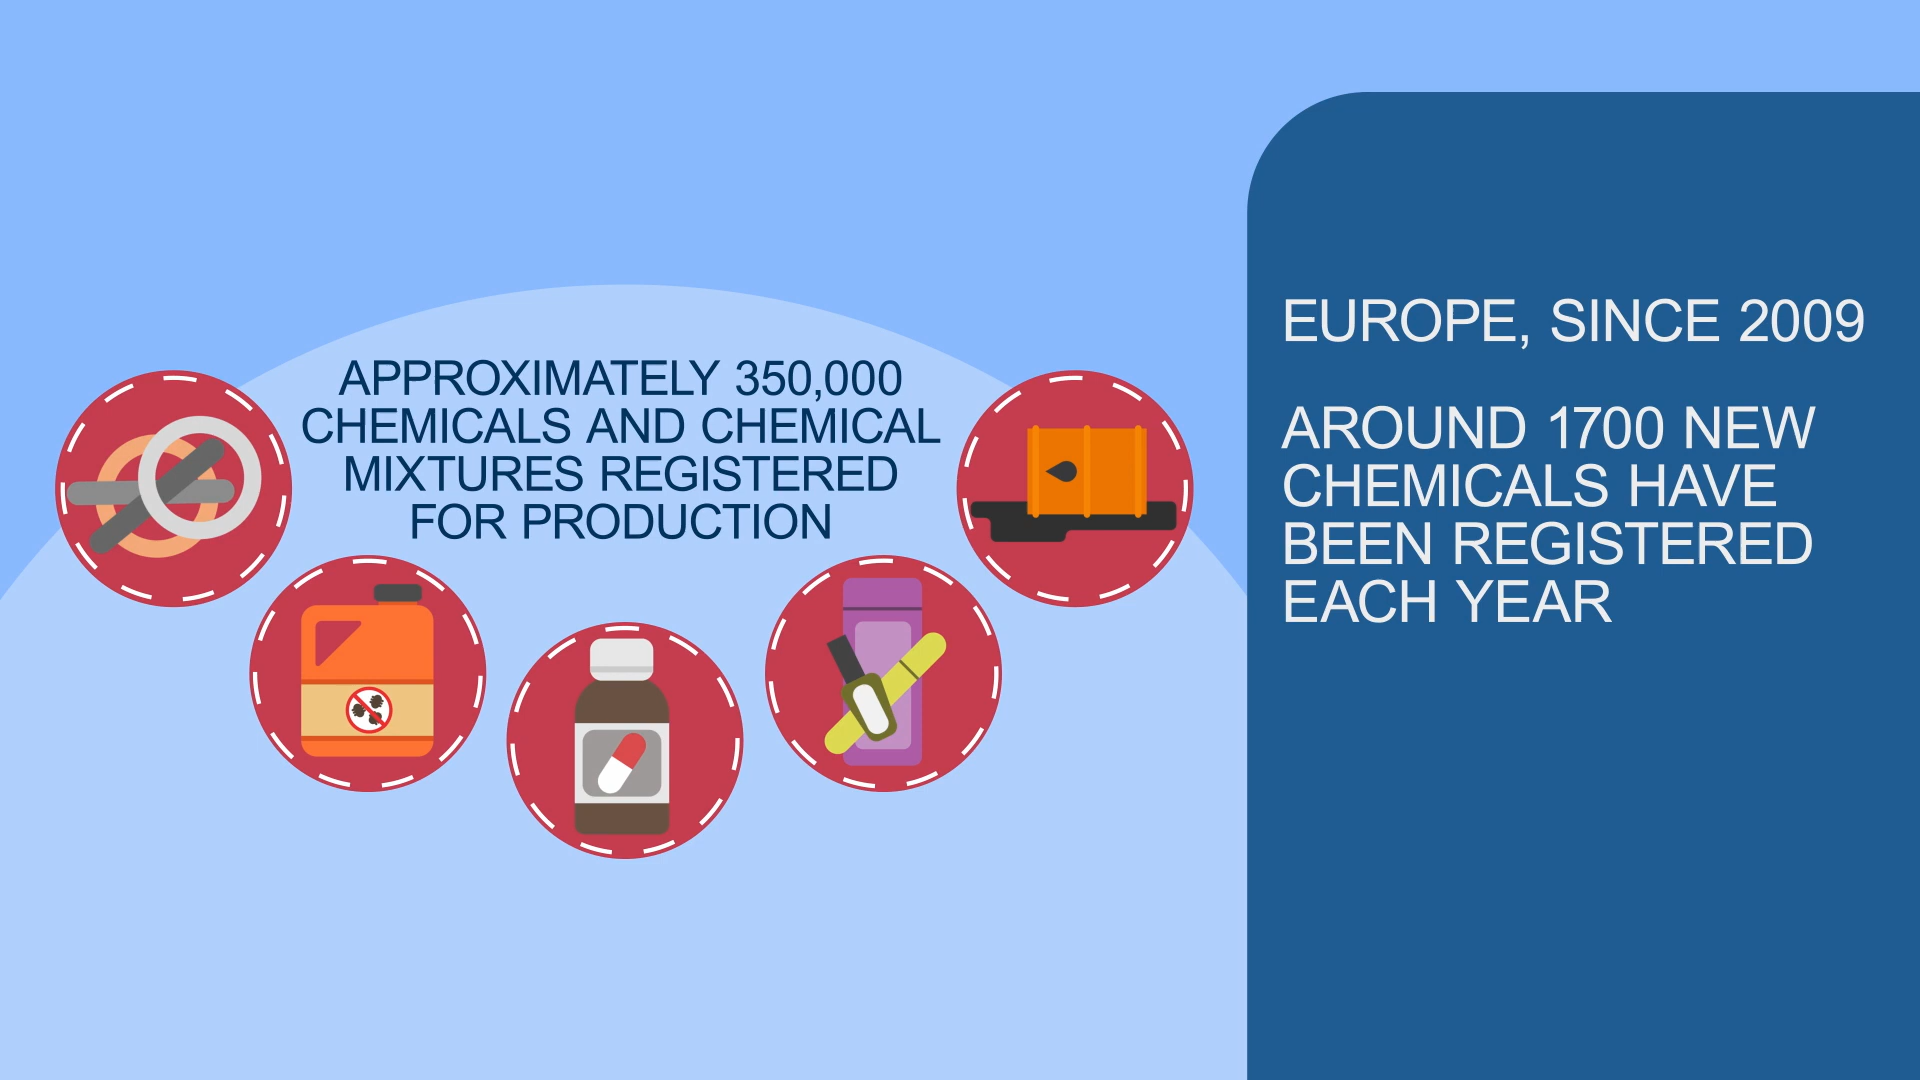 APPROXIMATELY 350,000
CHEMICALS AND CHEMICAL
MIXTURES REGISTERED
FOR PRODUCTION
EUROPE, SINCE 2009
AROUND 1700 NEW
CHEMICALS HAVE
BEEN REGISTERED
EACH YEAR